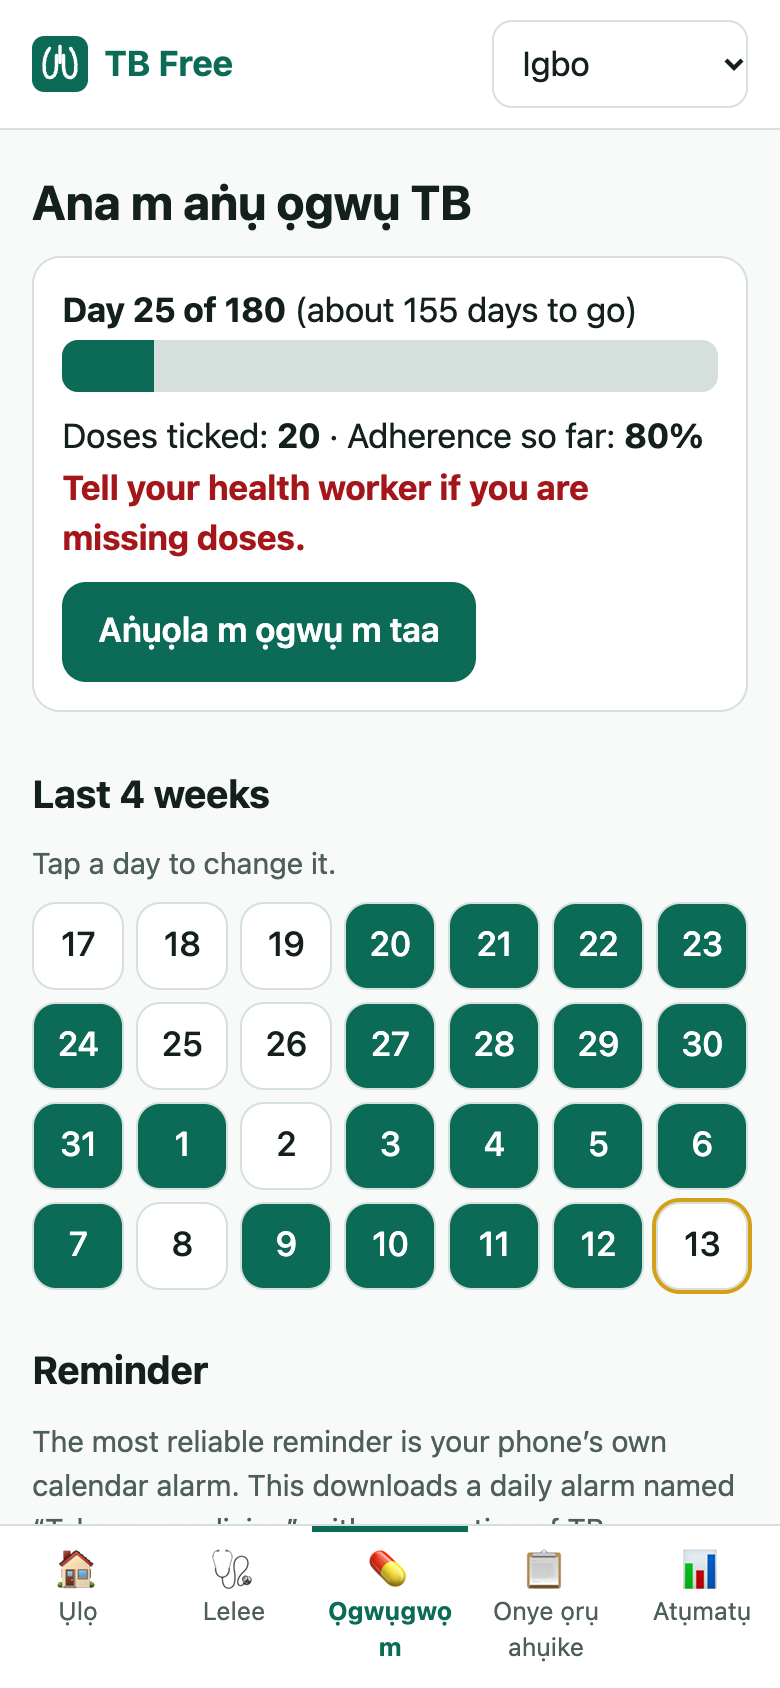 TB Free
Igbo
Ana m aṅụ ọgwụ TB
Day 25 of 180 (about 155 days to go)
Doses ticked: 20 · Adherence so far: 80%
Tell your health worker if you are
missing doses.
Aṅụọla m ọgwụ m taa
Last 4 weeks
Tap a day to change it.
17 18 19 20 21 22 23
24 25 26 27 28 29 30
31 1 2 3 4 5 6
7 8 9 10 11 12 13
Reminder
The most reliable reminder is your phone’s own
calendar alarm. This downloads a daily alarm named
Ụlọ
Lelee
Ọgwụgwọ
m
Onye ọrụ
ahụike
Atụmatụ